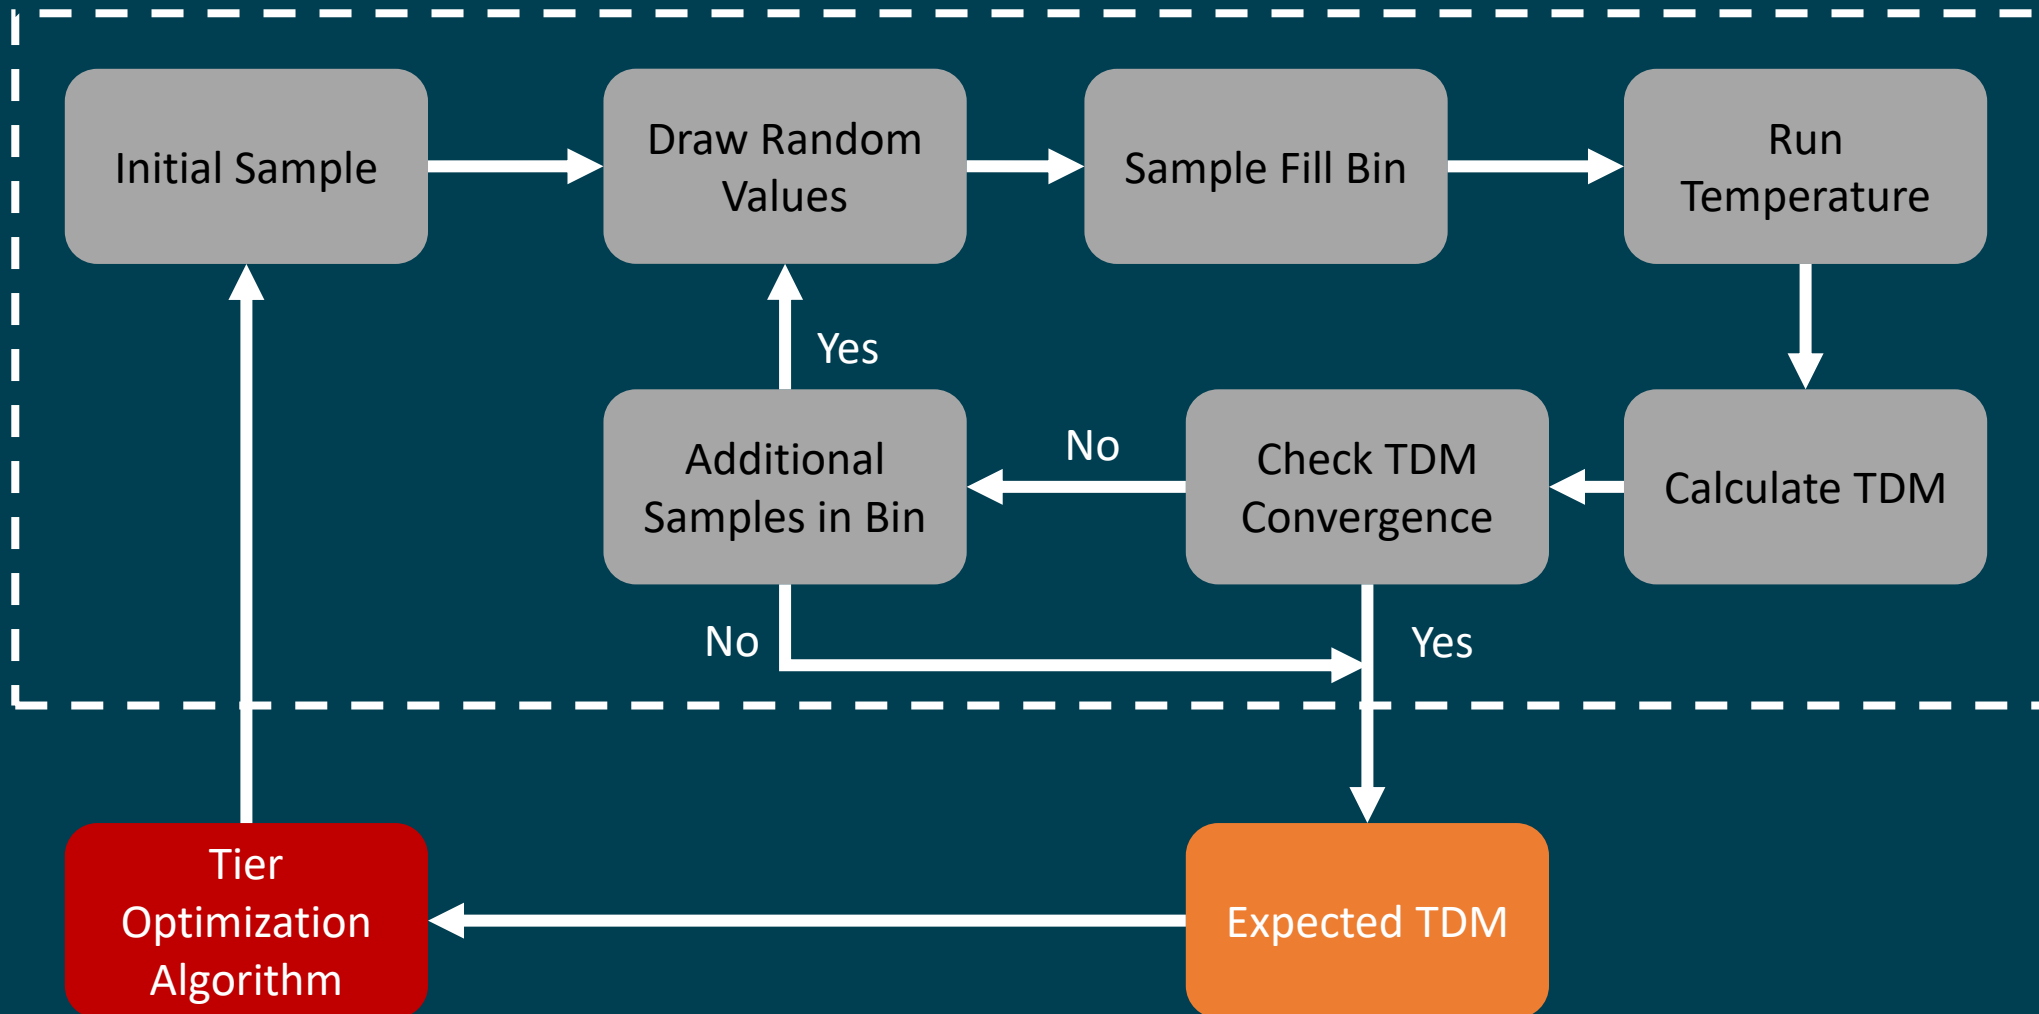 Initial Sample
Draw Random
Values
Sample Fill Bin
Run
Temperature
Yes
Additional
Samples in Bin
No
Check TDM
Convergence
Calculate TDM
No
Yes
Tier
Optimization
Algorithm
Expected TDM